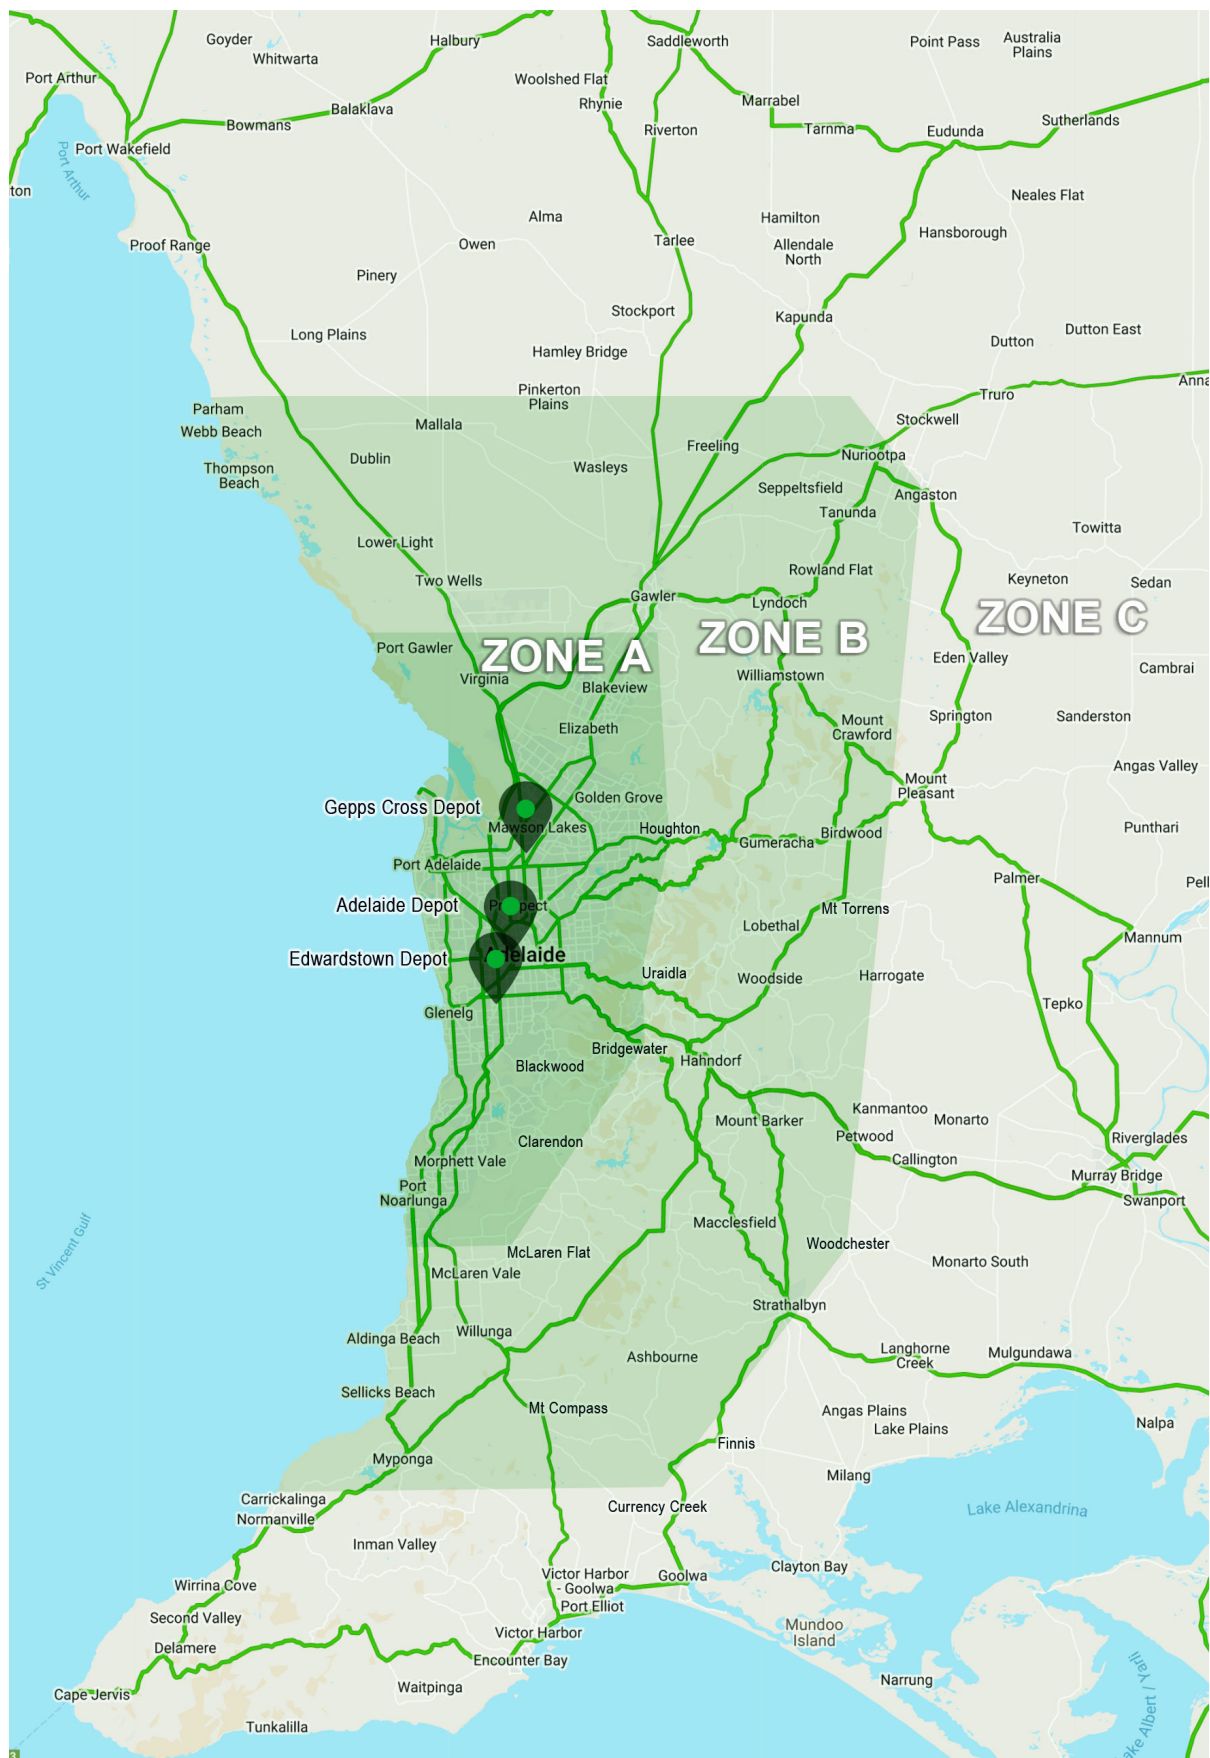 Goyder
Halbury
Saddleworth
Point Pass
Australia
Plains
Whitwarta
Port Arthur
Woolshed Flat
Rhynie
Marrabel
Balaklava
Bowmans
Riverton
Tarnma
Eudunda
Sutherlands
Port Wakefield
Port Arthur
ton
Neales Flat
Alma
Hamilton
Hansborough
Proof Range
Owen
Tarlee
Allendale
North
Pinery
Stockport
Kapunda
Long Plains
Dutton East
Dutton
Hamley Bridge
Pinkerton
Plains
Truro
Anna
Parham
Mallala
Stockwell
Webb Beach
Freeling
Nuriootpa
Dublin
Wasleys
Thompson
Beach
Seppeltsfield
Angaston
Tanunda
Towitta
Lower Light
Two Wells
Rowland Flat
Keyneton
Sedan
Gawler
Lyndoch
ZONE A
ZONE B
ZONE C
Port Gawler
Eden Valley
Cambrai
Virginia
Blakeview
Williamstown
Elizabeth
Mount
Crawford
Springton
Sanderston
Angas Valley
Mount
Pleasant
Golden Grove
Gepps Cross Depot
Mawson Lakes
Houghton
Gumeracha
Birdwood
Punthari
Port Adelaide
Palmer
Pell
Adelaide Depot
Prospect
Mt Torrens
Lobethal
Mannum
Edwardstown Depot
Adelaide
Uraidla
Woodside
Harrogate
Tepko
Glenelg
Bridgewater
Hahndorf
Blackwood
Kanmantoo
Monarto
Mount Barker
Petwood
Clarendon
Riverglades
Callington
Morphett Vale
Murray Bridge
Port
Noarlunga
Swanport
Macclesfield
Woodchester
St Vincent Gulf
McLaren Flat
Monarto South
McLaren Vale
Strathalbyn
Aldinga Beach
Willunga
Langhorne
Creek
Mulgundawa
Ashbourne
Sellicks Beach
Mt Compass
Angas Plains
Lake Plains
Nalpa
Finnis
Myponga
Milang
Carrickalinga
Normanville
Currency Creek
Lake Alexandrina
Inman Valley
Clayton Bay
Victor Harbor
- Goolwa
Goolwa
Wirrina Cove
Port Elliot
Second Valley
Mundoo
Island
Victor Harbor
Delamere
Encounter Bay
Narrung
Waitpinga
Cape Jervis
Tunkalilla
ake Albert / Yarli
3